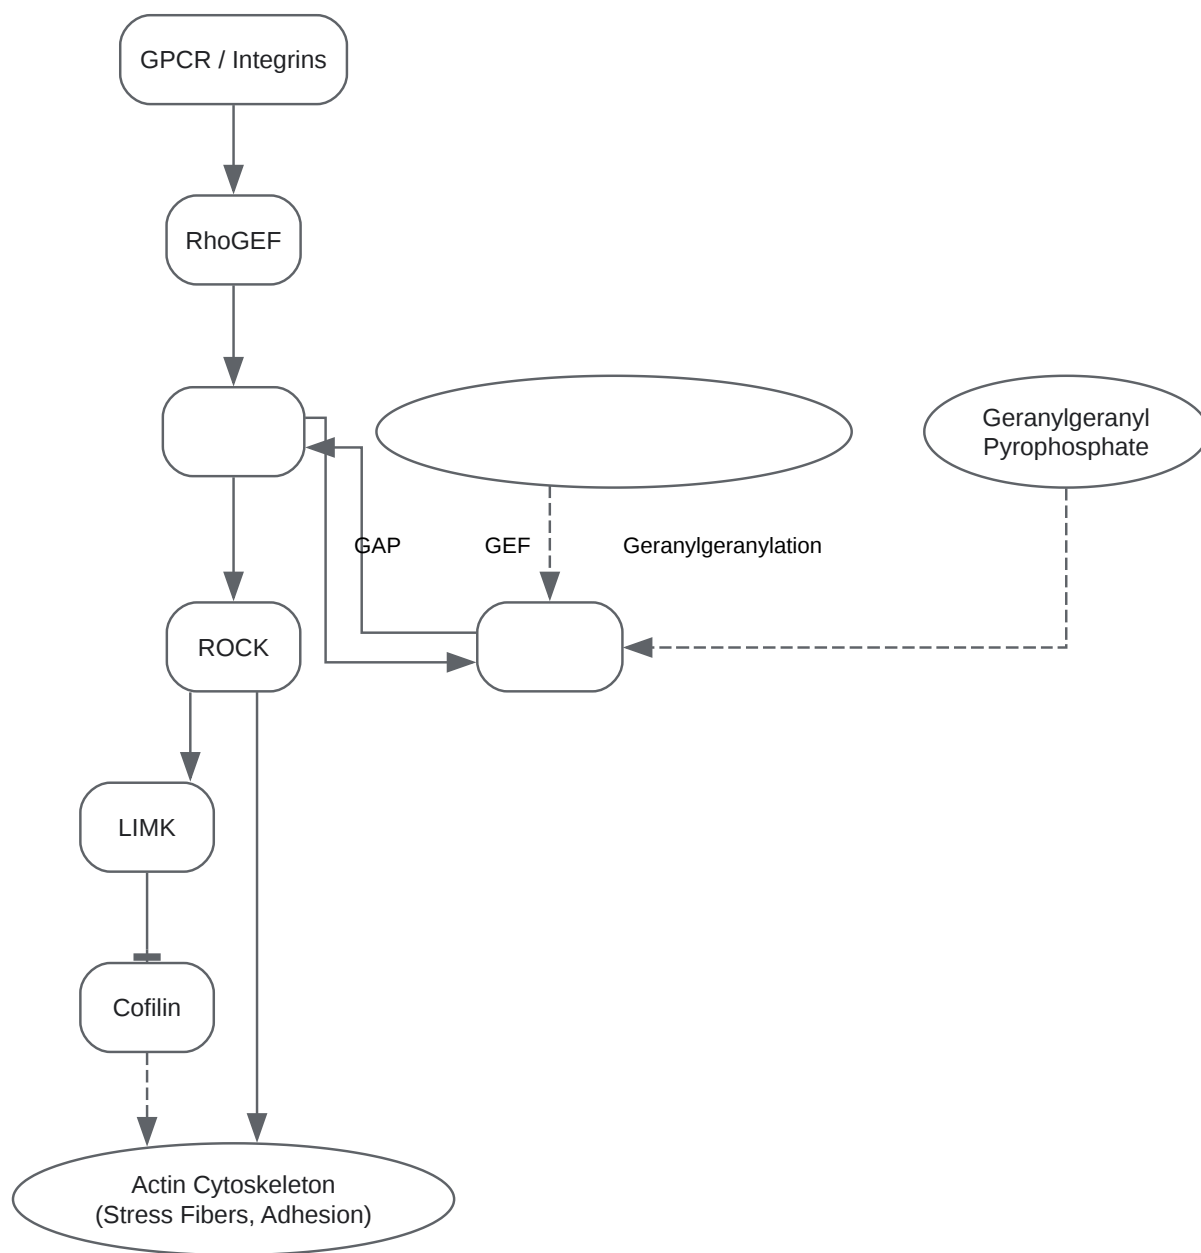 GPCR / Integrins
RhoGEF
Geranylgeranyl
Pyrophosphate
GAP
GEF
Geranylgeranylation
ROCK
LIMK
Cofilin
Actin Cytoskeleton
(Stress Fibers, Adhesion)